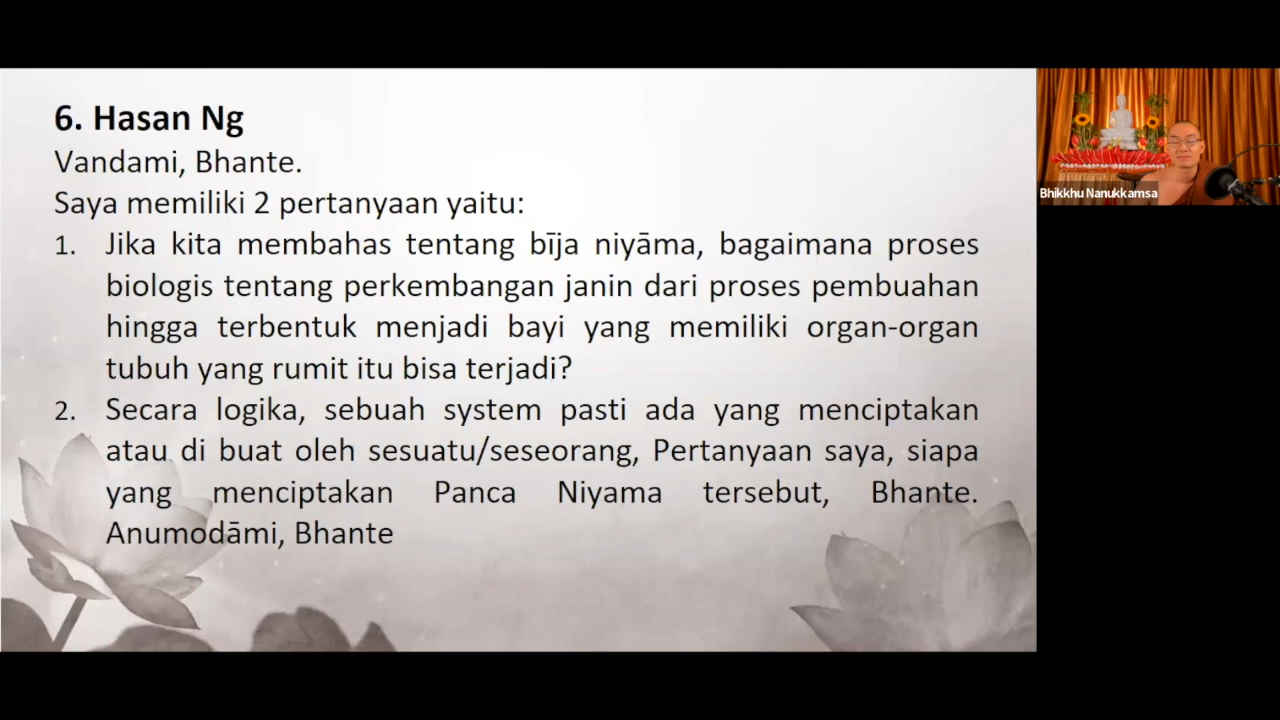 6. Hasan Ng
Vandami, Bhante.
Saya memiliki 2 pertanyaan yaitu:
1. Jika kita membahas tentang bīja niyāma, bagaimana proses
biologis tentang perkembangan janin dari proses pembuahan
hingga terbentuk menjadi bayi yang memiliki organ-organ
tubuh yang rumit itu bisa terjadi?
2. Secara logika, sebuah system pasti ada yang menciptakan
atau di buat oleh sesuatu/seseorang, Pertanyaan saya, siapa
yang menciptakan Panca Niyama tersebut, Bhante.
Anumodāmi, Bhante
Bhikkhu Nanukkamsa